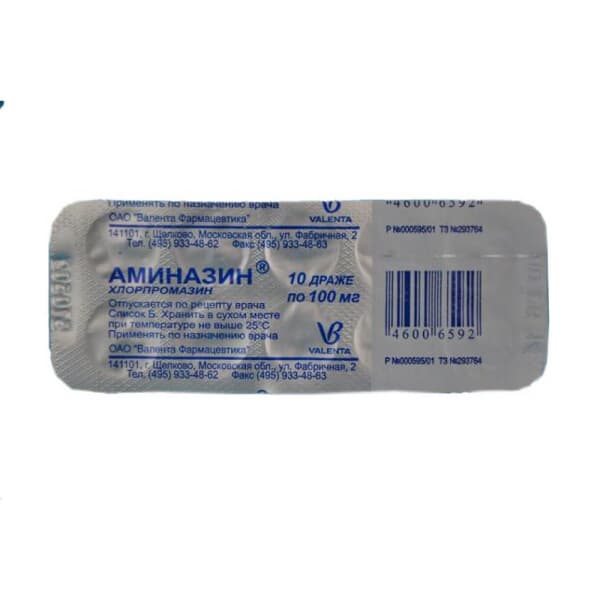 Применять по назначению врача
ОАО "Валента Фармацевтика"
VALENTA
141101, г. Щелково, Московская обл., ул. Фабричная, 2
Тел. (495) 933-48-62 Факс (495) 933-48-63
4600 6592
Р №000595/01 ТЗ №293764
АМИНАЗИН ®
ХЛОРПРОМАЗИН
10 ДРАЖЕ
по 100 мг
Отпускается по рецепту врача
Список Б. Хранить в сухом месте
при температуре не выше 25°С
Применять по назначению врача
ОАО "Валента Фармацевтика"
VALENTA
141101, г. Щелково, Московская обл., ул. Фабричная, 2
Тел. (495) 933-48-62 Факс (495) 933-48-63
4600 6592
Р №000595/01 ТЗ №293764